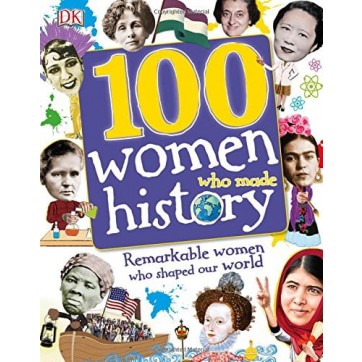 DK
100
women
who made
history
Remarkable women
who shaped our world